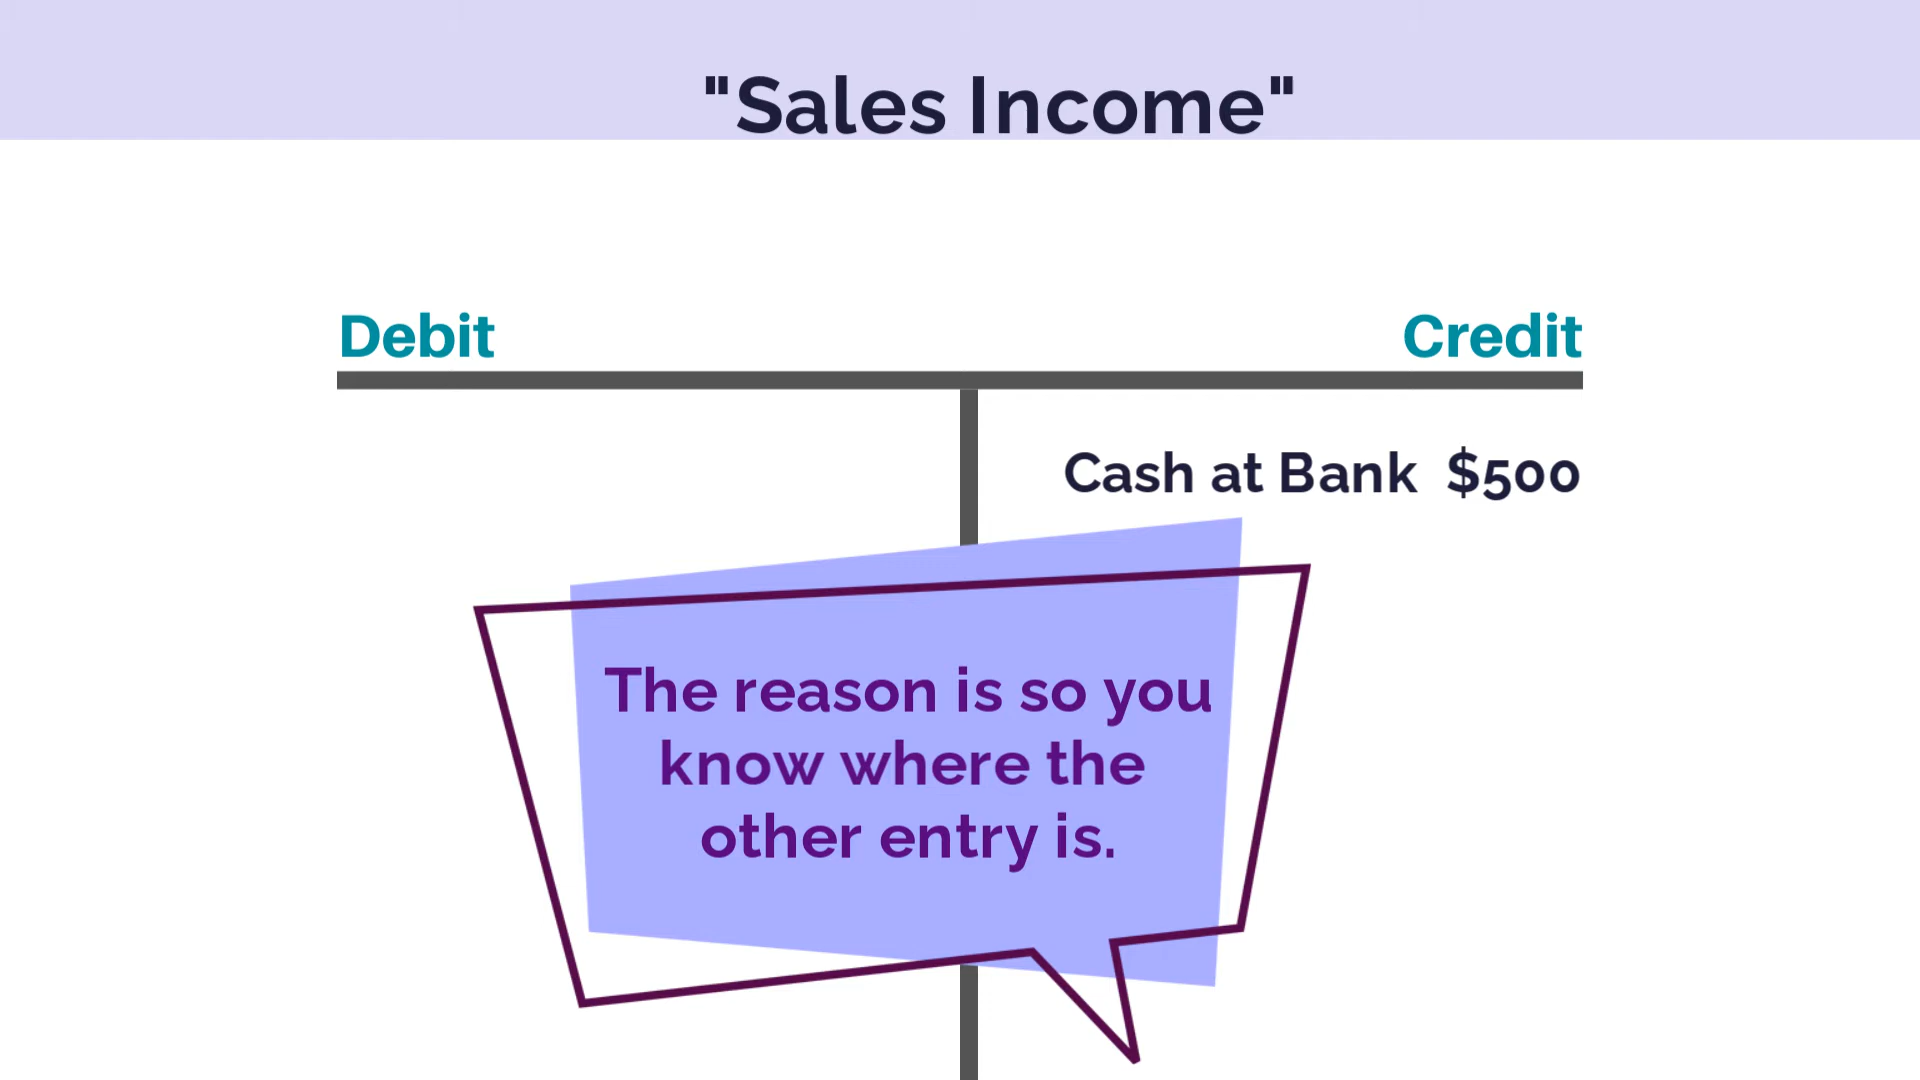 "Sales Income"
Debit
Credit
Cash at Bank $500
The reason is so you
know where the
other entry is.